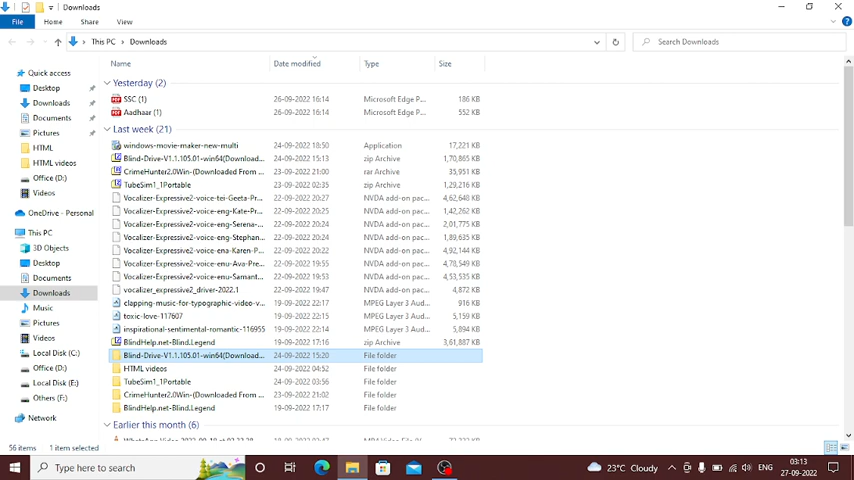 Downloads
File Home Share View
This PC > Downloads Search Downloads
Name Date modified Type Size
Quick access
Desktop
Downloads
Documents
Pictures
HTML
HTML videos
Office (D:)
Videos
OneDrive - Personal
This PC
3D Objects
Desktop
Documents
Downloads
Music
Pictures
Videos
Local Disk (C:)
Office (D:)
Local Disk (E:)
Others (F:)
Network
Yesterday (2)
SSC (1) 26-09-2022 16:14 Microsoft Edge P... 186 KB
Aadhaar (1) 26-09-2022 16:14 Microsoft Edge P... 552 KB
Last week (21)
windows-movie-maker-new-multi 24-09-2022 18:50 Application 17,221 KB
Blind-Drive-V1.1.105.01-win64(Download... 24-09-2022 15:13 zip Archive 1,70,865 KB
CrimeHunter2.0Win-(Downloaded From ... 23-09-2022 21:00 rar Archive 35,951 KB
TubeSim1_1Portable 23-09-2022 02:35 zip Archive 1,29,216 KB
Vocalizer-Expressive2-voice-tei-Geeta-Pr... 22-09-2022 20:27 NVDA add-on pac... 4,62,648 KB
Vocalizer-Expressive2-voice-eng-Kate-Pr... 22-09-2022 20:25 NVDA add-on pac... 1,42,262 KB
Vocalizer-Expressive2-voice-eng-Serena-... 22-09-2022 20:24 NVDA add-on pac... 2,01,775 KB
Vocalizer-Expressive2-voice-eng-Stephan... 22-09-2022 20:24 NVDA add-on pac... 1,89,635 KB
Vocalizer-Expressive2-voice-ena-Karen-P... 22-09-2022 20:22 NVDA add-on pac... 4,92,144 KB
Vocalizer-Expressive2-voice-enu-Ava-Pre... 22-09-2022 19:55 NVDA add-on pac... 4,78,549 KB
Vocalizer-Expressive2-voice-enu-Samant... 22-09-2022 19:53 NVDA add-on pac... 4,53,535 KB
vocalizer_expressive2_driver-2022.1 22-09-2022 19:51 NVDA add-on pac... 4,872 KB
clapping-music-for-typographic-video-v... 19-09-2022 22:17 MPEG Layer 3 Aud... 916 KB
toxic-love-117607 19-09-2022 22:15 MPEG Layer 3 Aud... 5,159 KB
inspirational-sentimental-romantic-116955 19-09-2022 22:14 MPEG Layer 3 Aud... 5,894 KB
BlindHelp.net-Blind.Legend 19-09-2022 17:16 zip Archive 3,61,887 KB
Blind-Drive-V1.1.105.01-win64(Download... 24-09-2022 15:20 File folder
HTML videos 24-09-2022 04:52 File folder
TubeSim1_1Portable 24-09-2022 03:56 File folder
CrimeHunter2.0Win-(Downloaded From ... 23-09-2022 21:02 File folder
BlindHelp.net-Blind.Legend 19-09-2022 17:17 File folder
Earlier this month (6)
56 items 1 item selected
Type here to search 23°C Cloudy ENG 03:13
27-09-2022